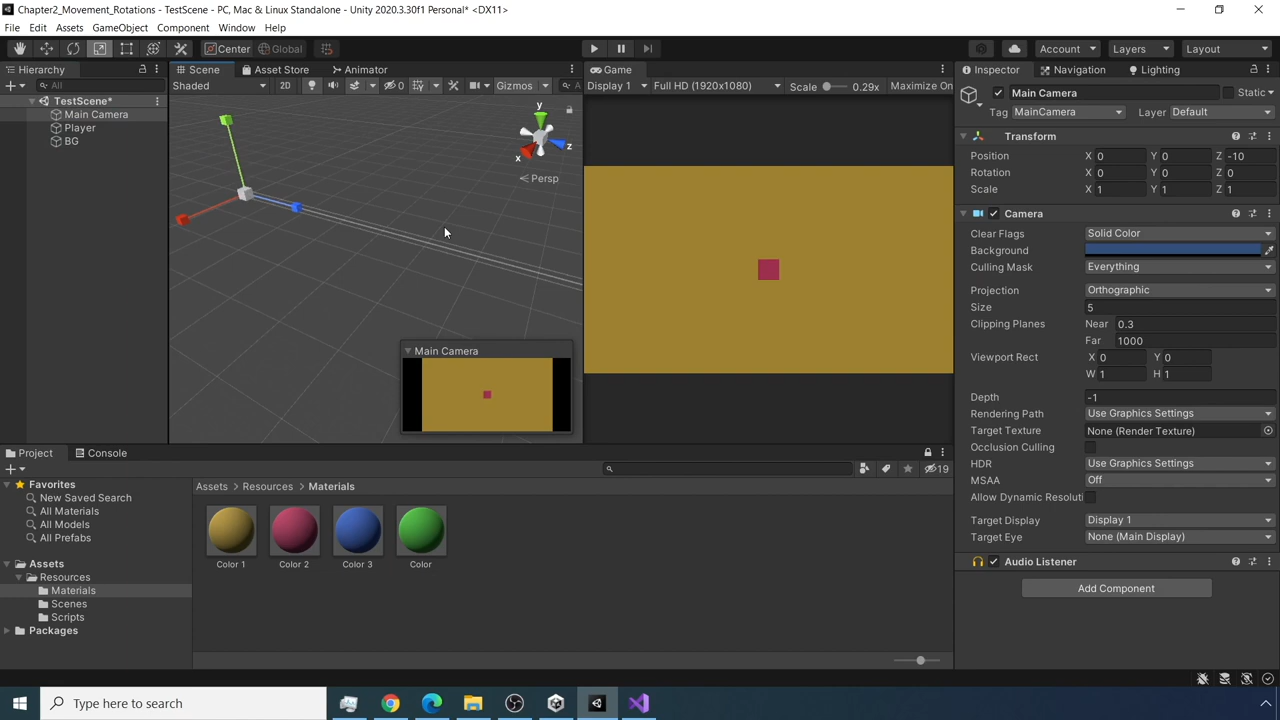 Chapter2_Movement_Rotations - TestScene - PC, Mac & Linux Standalone - Unity 2020.3.30f1 Personal* <DX11>
File Edit Assets GameObject Component Window Help
Center Global Account Layers Layout
Hierarchy Scene Asset Store Animator Game Inspector Navigation Lighting
All Shaded 2D 0 Gizmos A Display 1 Full HD (1920x1080) Scale 0.29x Maximize On
TestScene*
Main Camera
Player
BG
y
x
z
Persp
Main Camera
Main Camera Static
Tag MainCamera Layer Default
Transform
Position X 0 Y 0 Z -10
Rotation X 0 Y 0 Z 0
Scale X 1 Y 1 Z 1
Camera
Clear Flags Solid Color
Background
Culling Mask Everything
Projection Orthographic
Size 5
Clipping Planes Near 0.3
Far 1000
Viewport Rect X 0 Y 0
W 1 H 1
Depth -1
Rendering Path Use Graphics Settings
Target Texture None (Render Texture)
Occlusion Culling
HDR Use Graphics Settings
MSAA Off
Allow Dynamic Resoluti
Target Display Display 1
Target Eye None (Main Display)
Audio Listener
Add Component
Project Console
19
Favorites
All Materials
All Models
All Prefabs
New Saved Search
Assets
Resources
Materials
Scenes
Scripts
Packages
Assets > Resources > Materials
Color 1 Color 2 Color 3 Color
Type here to search